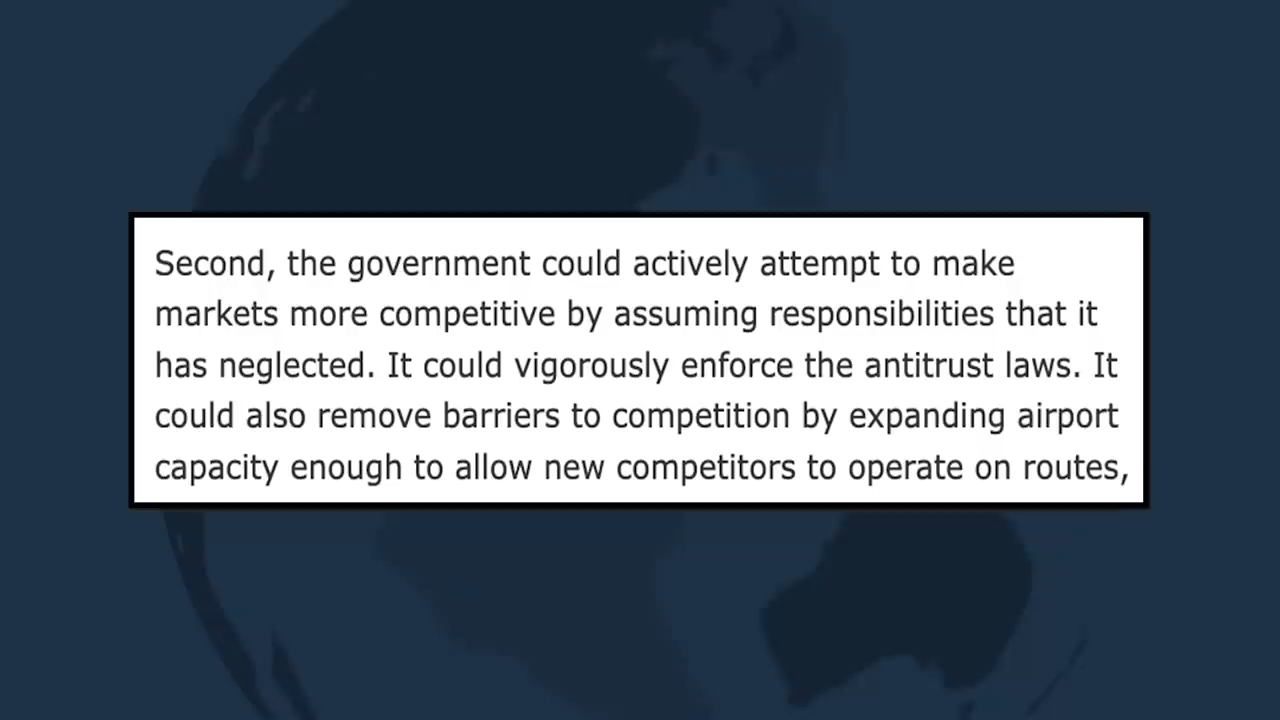 Second, the government could actively attempt to make
markets more competitive by assuming responsibilities that it
has neglected. It could vigorously enforce the antitrust laws. It
could also remove barriers to competition by expanding airport
capacity enough to allow new competitors to operate on routes,